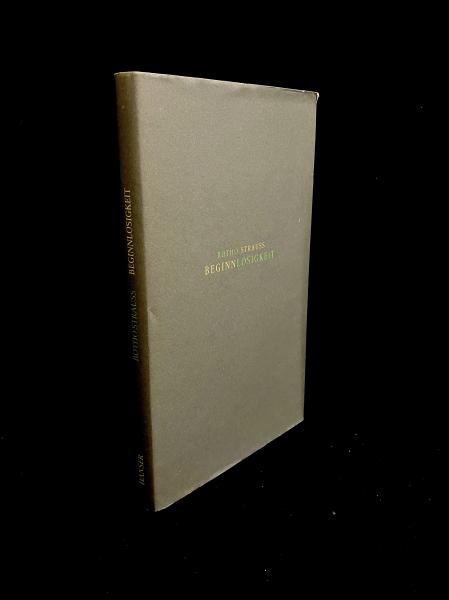 BOTHO STRAUSS
BEGINNLOSIGKEIT
BOTHO STRAUSS BEGINNLOSIGKEIT
HANSER